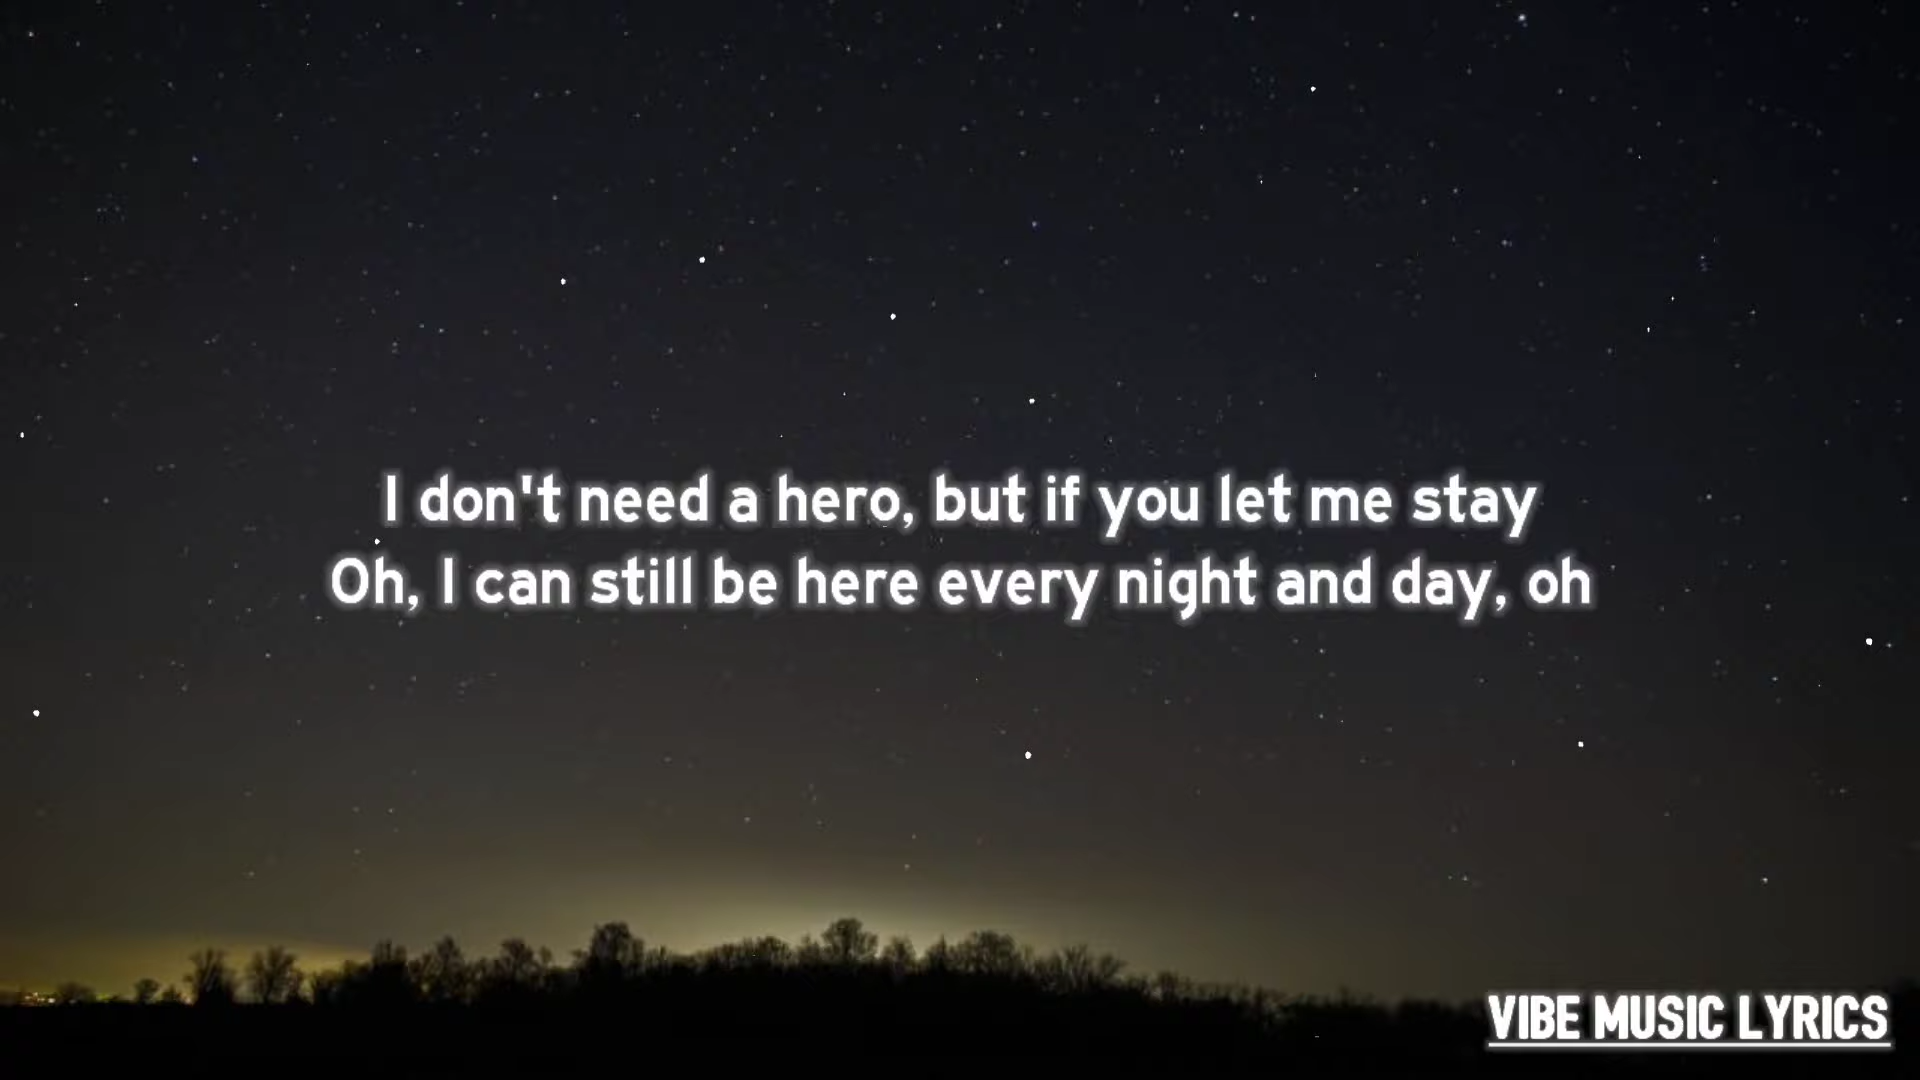 I don't need a hero, but if you let me stay
Oh, I can still be here every night and day, oh
VIBE MUSIC LYRICS